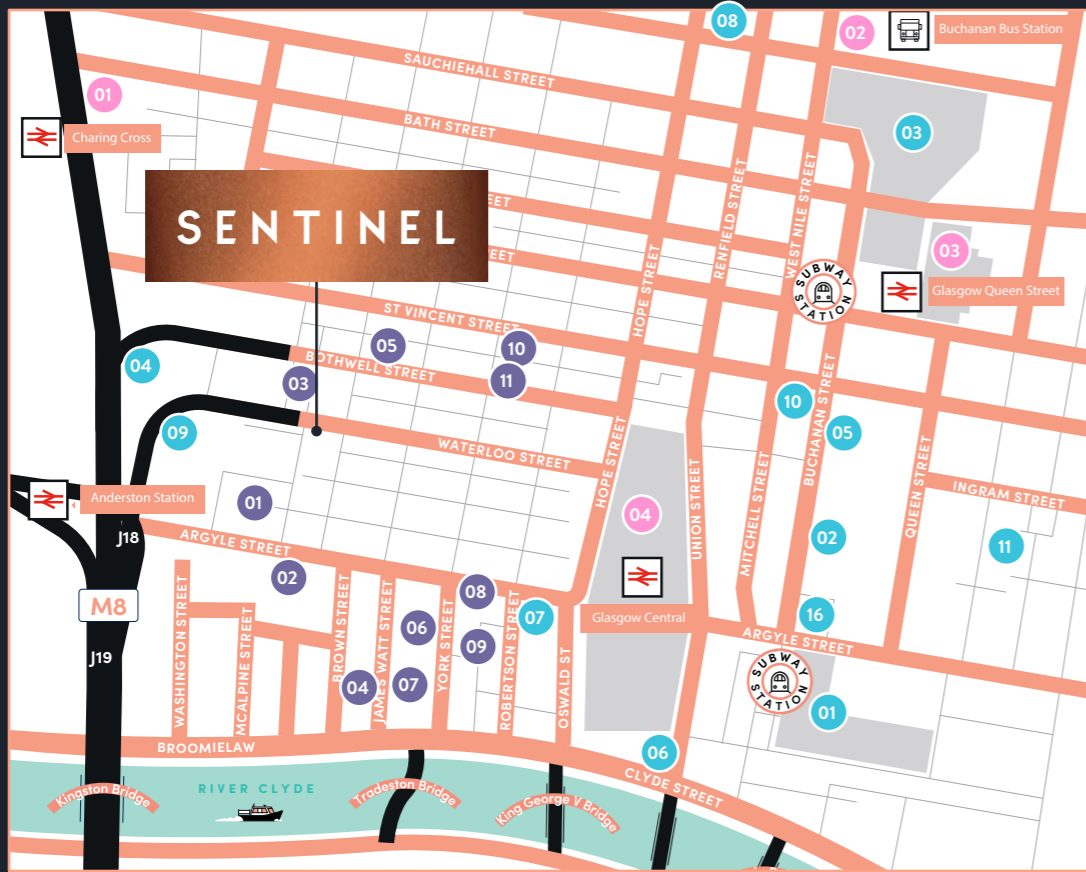 08
02
Buchanan Bus Station
SAUCHIEHALL STREET
01
Charing Cross
BATH STREET
03
SENTINEL
EET
EET
RENFIELD STREET
WEST NILE STREET
HOPE STREET
03
SUBWAY STATION
Glasgow Queen Street
ST VINCENT STREET
05
10
11
BOTHWELL STREET
03
04
09
10
05
BUCHANAN STREET
WATERLOO STREET
HOPE STREET
UNION STREET
MITCHELL STREET
QUEEN STREET
INGRAM STREET
Anderston Station
01
04
J18
ARGYLE STREET
02
11
02
M8
Glasgow Central
08
07
16
ARGYLE STREET
06
09
J19
WASHINGTON STREET
MCALPINE STREET
BROWN STREET
04
JAMES WATT STREET
07
YORK STREET
ROBERTSON STREET
OSWALD ST
SUBWAY STATION
01
06
BROOMIELAW
CLYDE STREET
RIVER CLYDE
Kingston Bridge
Tradeston Bridge
King George V Bridge